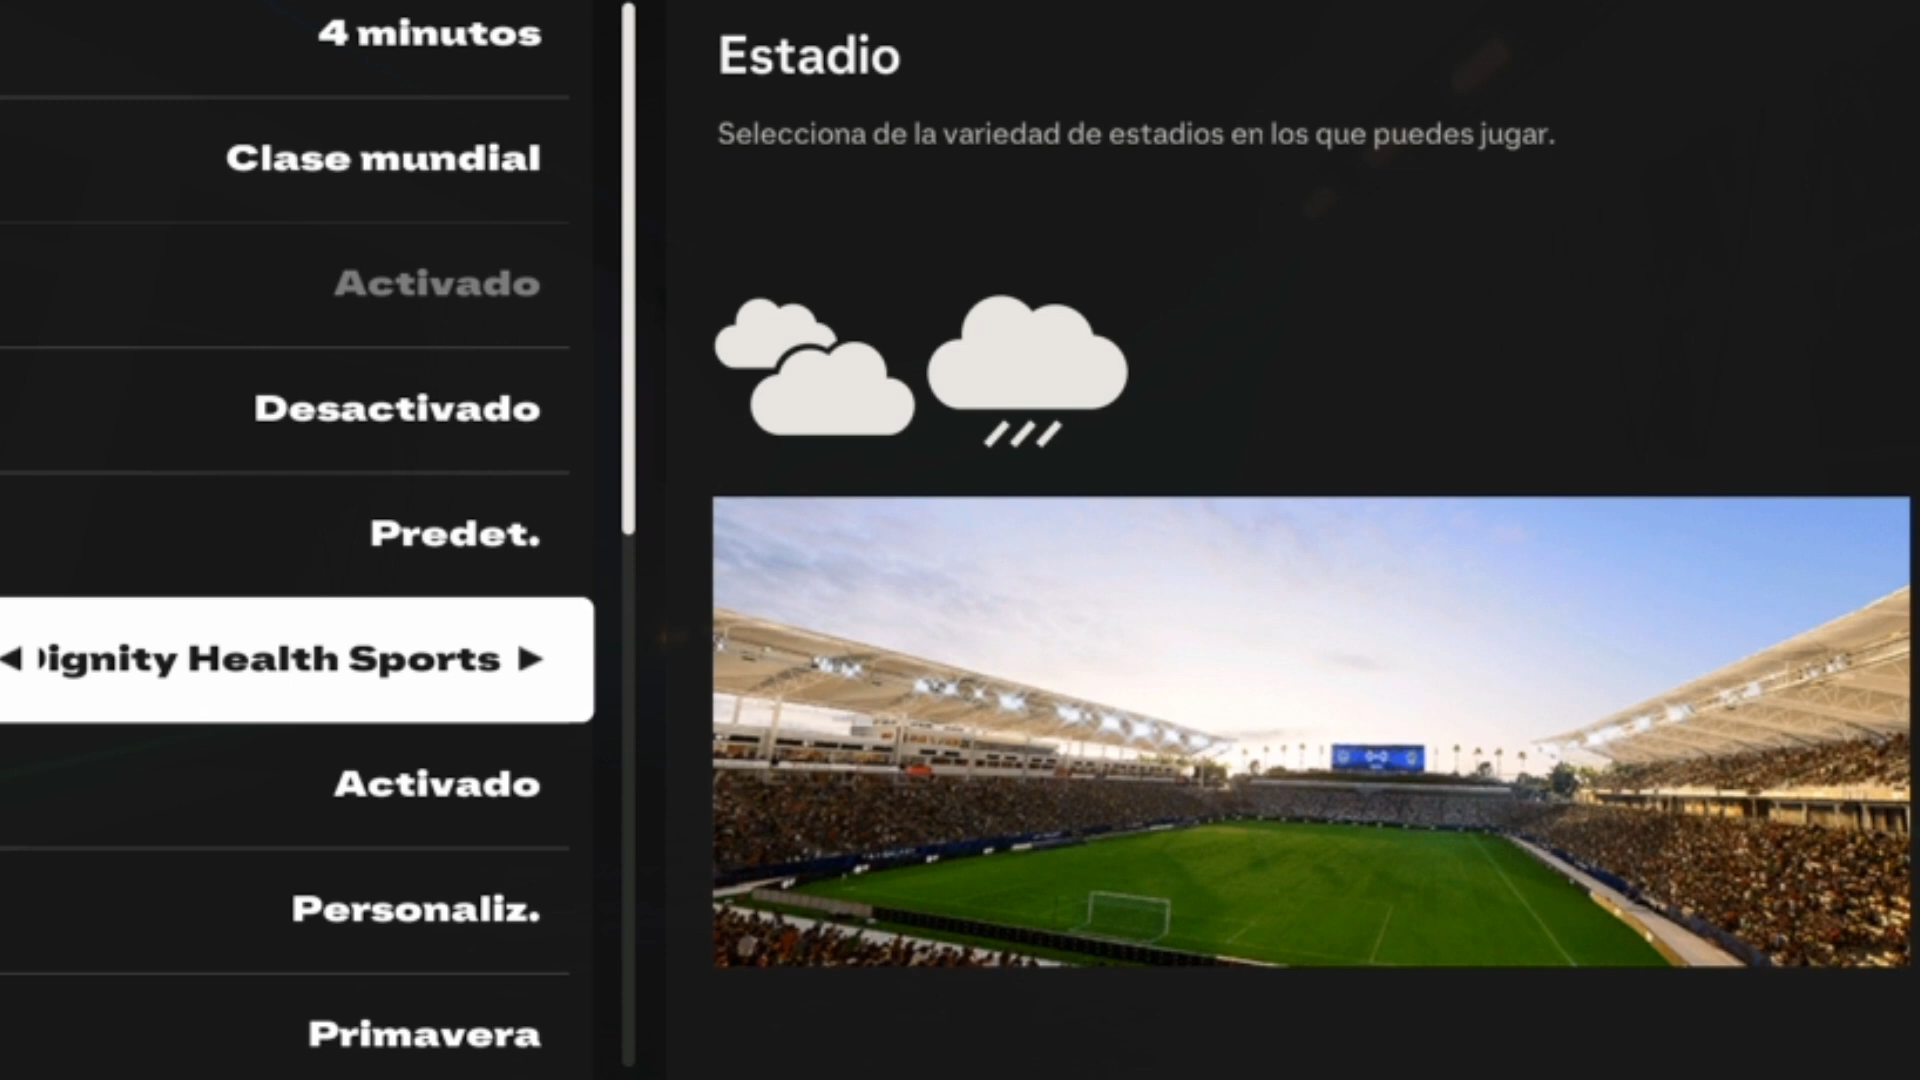 4 minutos
Clase mundial
Activado
Desactivado
Predet.
ignity Health Sports
Activado
Personaliz.
Primavera
Estadio
Selecciona de la variedad de estadios en los que puedes jugar.